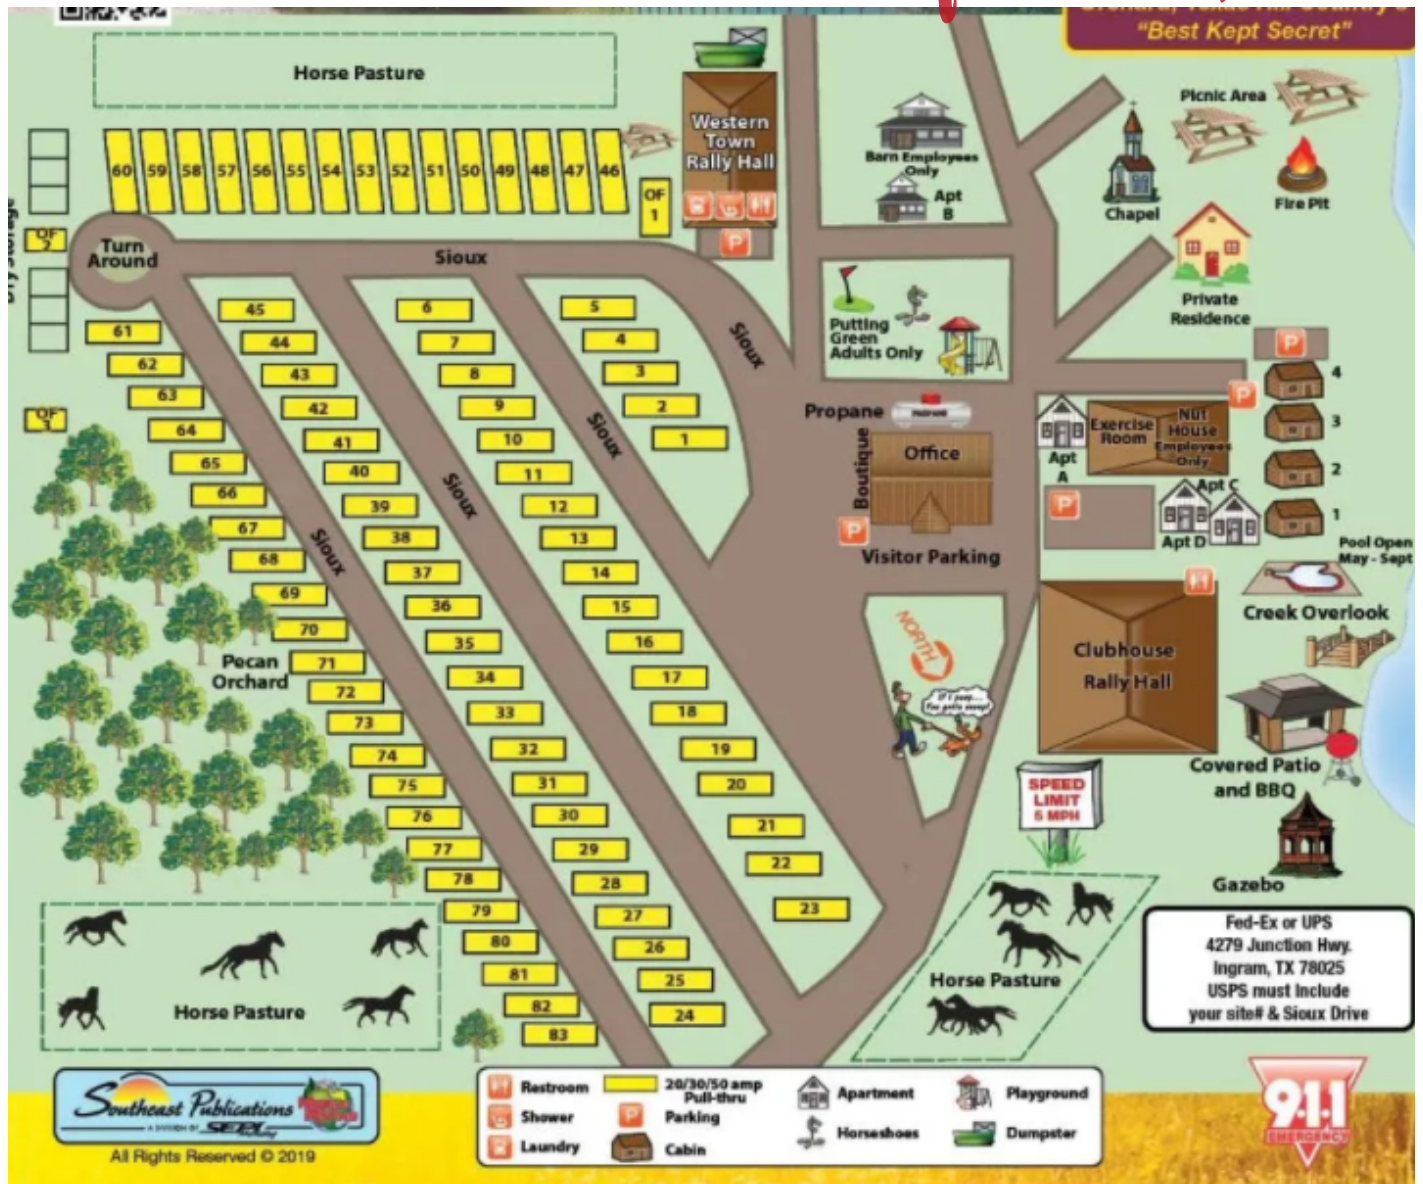 "Best Kept Secret"
Horse Pasture
Western
Town
Rally Hall
Picnic Area
Barn Employees
Only
Apt
B
Chapel
Fire Pit
60 59 58 57 56 55 54 53 52 51 50 49 48 47 46
OF
1
P
OF
2
Turn
Around
Sioux
Sioux
Private
Residence
Putting
Green
Adults Only
45
44
43
42
41
40
39
38
37
36
35
34
33
32
31
30
29
28
27
26
25
24
6
7
8
9
10
11
12
13
14
15
16
17
18
19
20
21
22
23
5
4
3
2
1
61
62
63
64
65
66
67
68
69
70
71
72
73
74
75
76
77
78
79
80
81
82
83
Sioux
Sioux
Sioux
Propane
PROPANE
Boutique
Office
P
Visitor Parking
Exercise
Room
Nut
House
Employees
Only
Apt
A
P
Apt C
Apt D
P
P
4
3
2
1
Pool Open
May - Sept
Creek Overlook
Clubhouse
Rally Hall
NORTH
Pecan
Orchard
Covered Patio
and BBQ
SPEED
LIMIT
5 MPH
Gazebo
Horse Pasture
Horse Pasture
Fed-Ex or UPS
4279 Junction Hwy.
Ingram, TX 78025
USPS must include
your site# & Sioux Drive
Southeast Publications
A DIVISION OF SEPI
All Rights Reserved © 2019
Restroom
Shower
Laundry
20/30/50 amp
Pull-thru
P Parking
Cabin
Apartment
Horseshoes
Playground
Dumpster
9-1-1
EMERGENCY